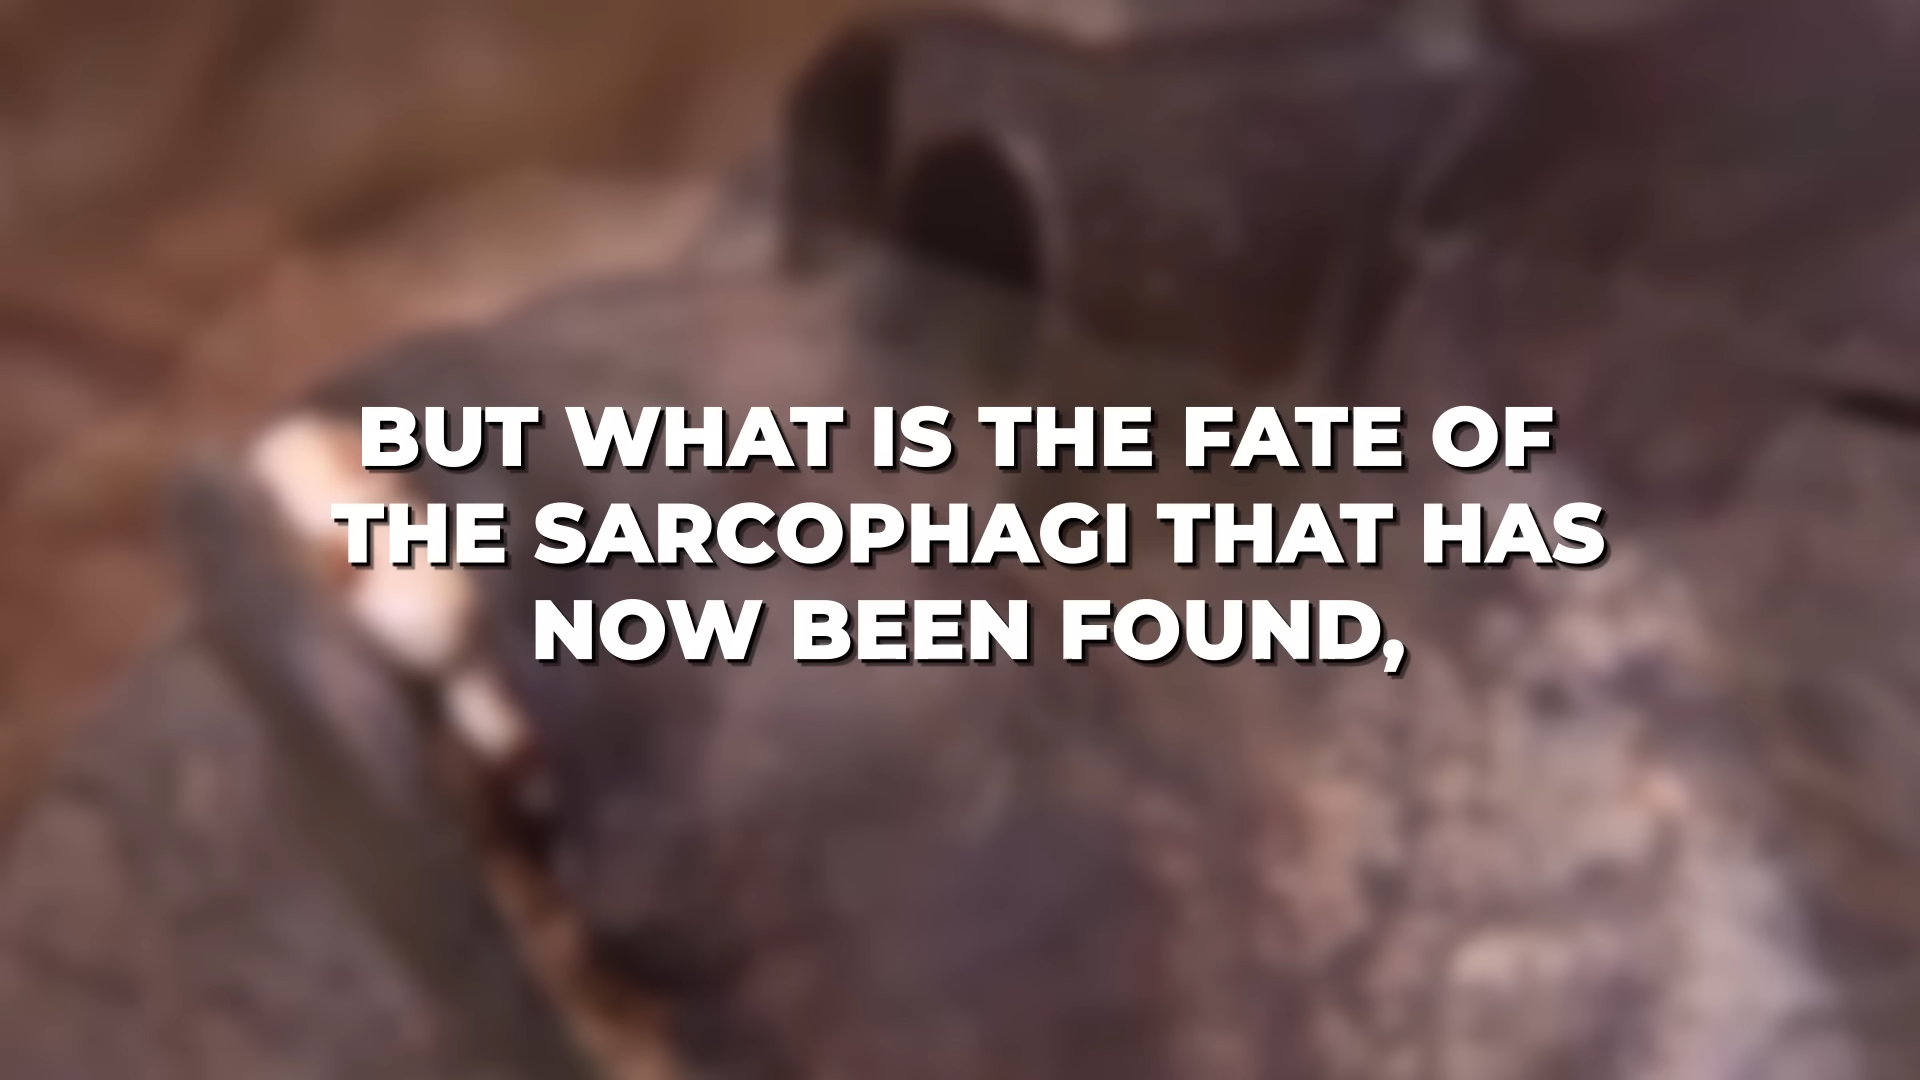 BUT WHAT IS THE FATE OF
THE SARCOPHAGI THAT HAS
NOW BEEN FOUND,